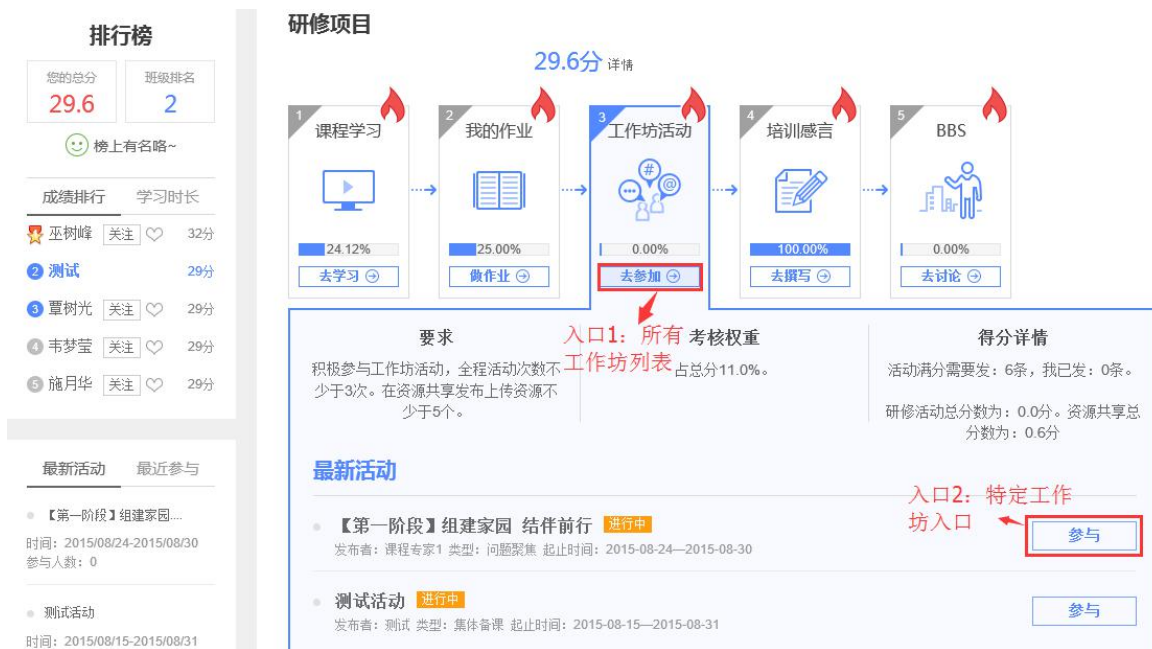 排行榜
您的总分
班级排名
29.6
2
榜上有名咯~
成绩排行 学习时长
巫树峰 关注 32分
2 测试 29分
3 覃树光 关注 29分
4 韦梦莹 关注 29分
5 施月华 关注 29分
最新活动 最近参与
【第一阶段】组建家园....
时间：2015/08/24-2015/08/30
参与人数：0
测试活动
时间：2015/08/15-2015/08/31
研修项目
29.6分 详情
1 课程学习
24.12%
去学习
2 我的作业
25.00%
做作业
3 工作坊活动
# @
0.00%
去参加
4 培训感言
100.00%
去撰写
5 BBS
0.00%
去讨论
入口1：所有
工作坊列表
要求
积极参与工作坊活动，全程活动次数不
少于3次。在资源共享发布上传资源不
少于5个。
考核权重
占总分11.0%。
得分详情
活动满分需要发：6条，我已发：0条。
研修活动总分数为：0.0分。资源共享总
分数为：0.6分
最新活动
入口2：特定工作
坊入口
【第一阶段】组建家园 结伴前行 进行中
发布者：课程专家1 类型：问题聚焦 起止时间：2015-08-24—2015-08-30
参与
测试活动 进行中
发布者：测试 类型：集体备课 起止时间：2015-08-15—2015-08-31
参与